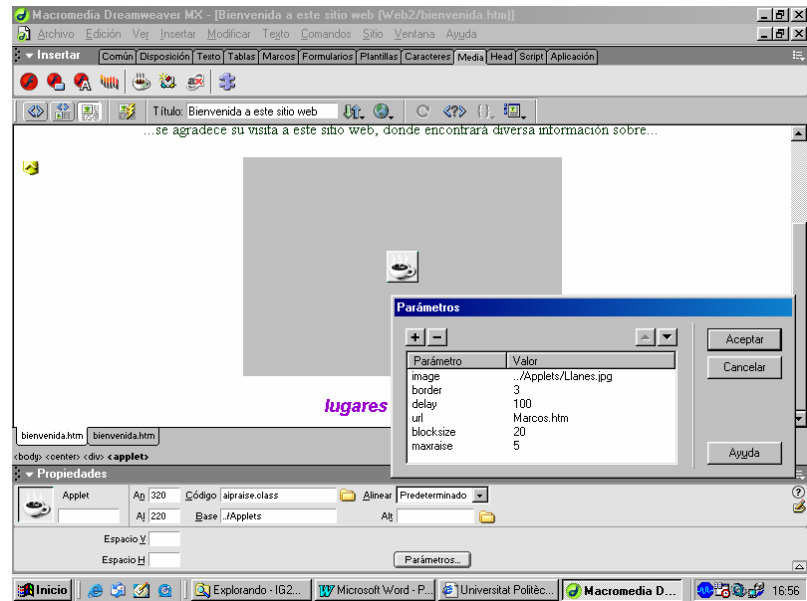 Macromedia Dreamweaver MX - [Bienvenida a este sitio web (Web2/bienvenida.htm)]
Archivo Edición Ver Insertar Modificar Texto Comandos Sitio Ventana Ayuda
Insertar Común Disposición Texto Tablas Marcos Formularios Plantillas Caracteres Media Head Script Aplicación
Título: Bienvenida a este sitio web
...se agradece su visita a este sitio web, donde encontrará diversa información sobre...
lugares
Parámetros
Parámetro Valor
image ../Applets/Llanes.jpg
border 3
delay 100
url Marcos.htm
blocksize 20
maxraise 5
Aceptar
Cancelar
Ayuda
bienvenida.htm bienvenida.htm
<body> <center> <div> <applet>
Propiedades
Applet An 320 Código aipraise.class Alinear Predeterminado
Al 220 Base ../Applets Alt
Espacio V
Espacio H Parámetros...
Inicio Explorando - IG2... Microsoft Word - P... Universitat Politèc... Macromedia D... 16:56